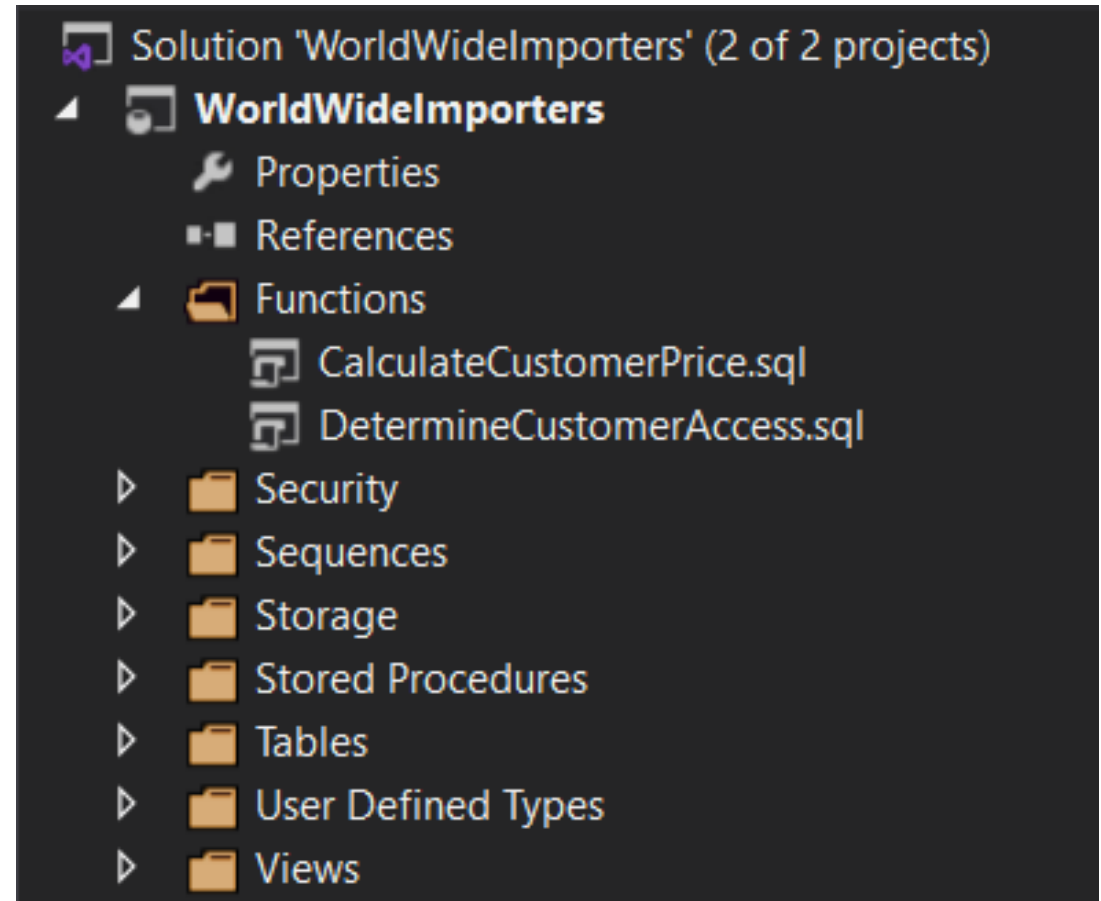 Solution 'WorldWideImporters' (2 of 2 projects)
WorldWideImporters
Properties
References
Functions
CalculateCustomerPrice.sql
DetermineCustomerAccess.sql
Security
Sequences
Storage
Stored Procedures
Tables
User Defined Types
Views